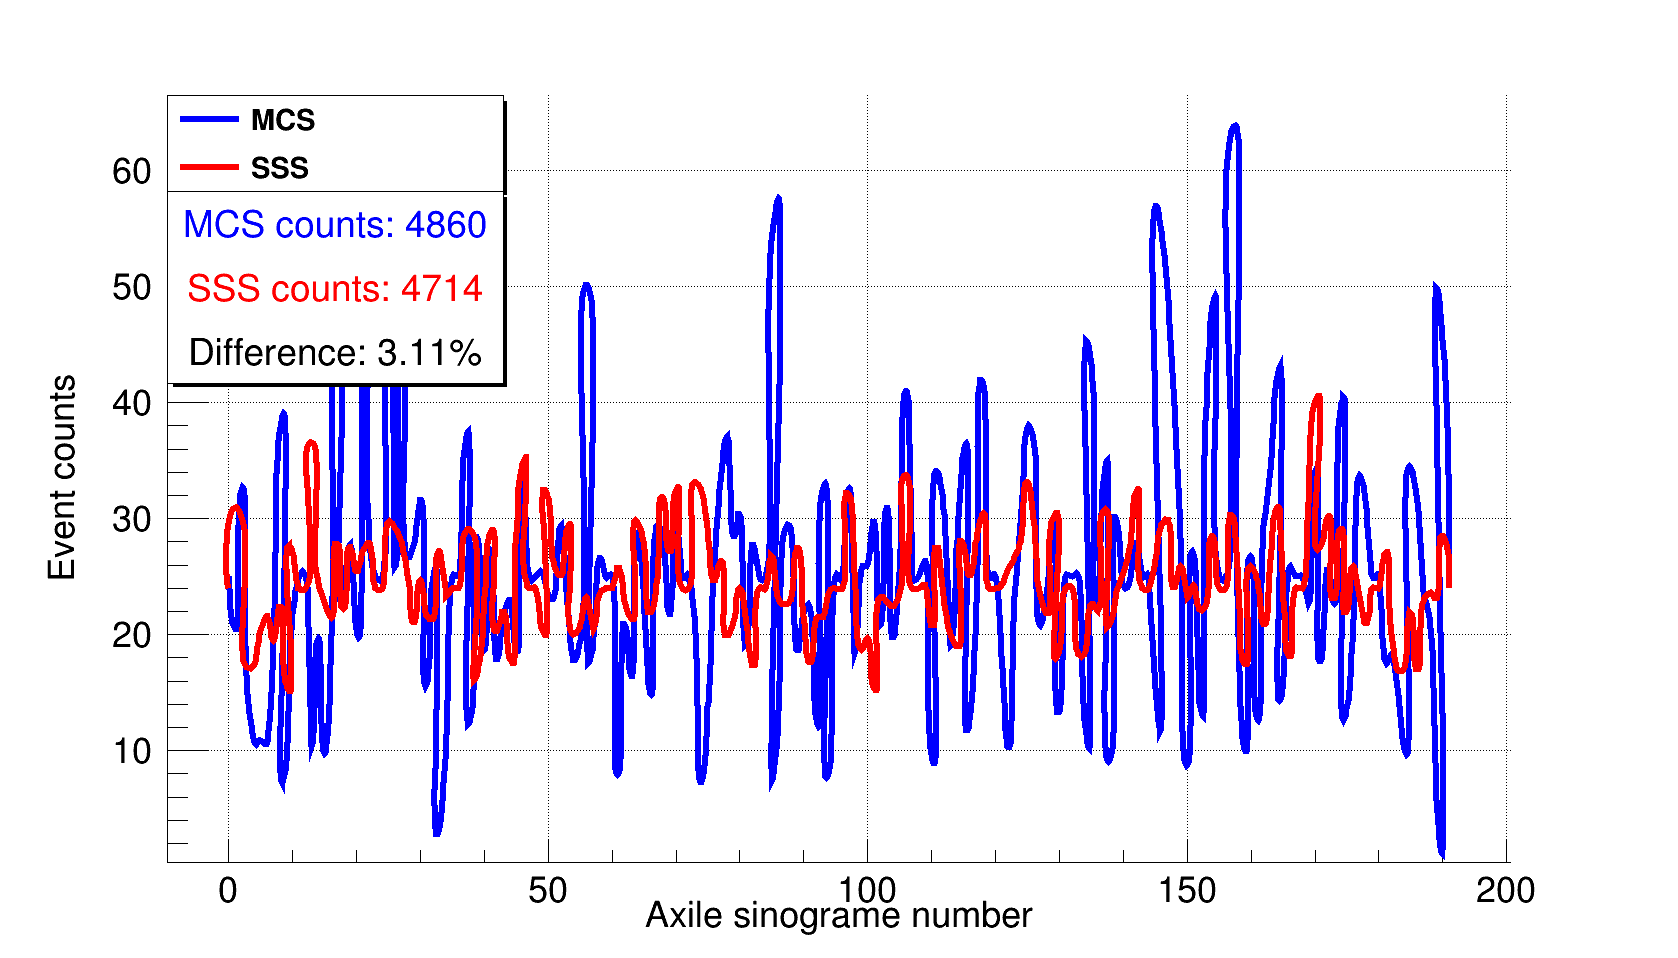 MCS
SSS
MCS counts: 4860
SSS counts: 4714
Difference: 3.11%
Event counts
60
50
40
30
20
10
0 50 100 150 200
Axile sinograme number